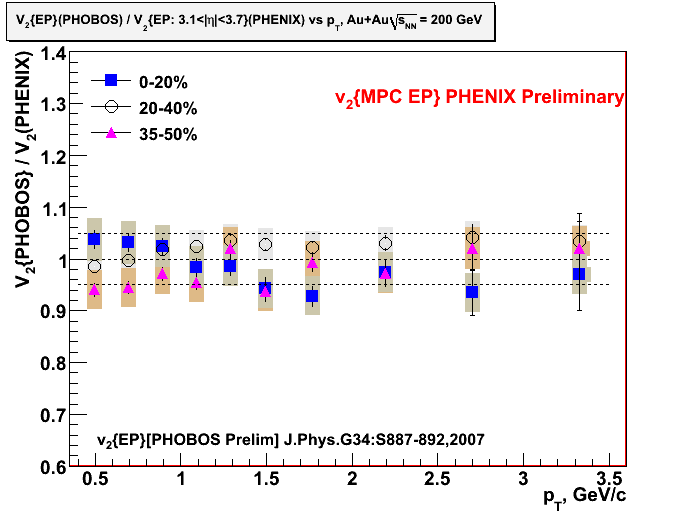 V₂{EP}(PHOBOS) / V₂{EP: 3.1<|η|<3.7}(PHENIX) vs p_T, Au+Au√s_NN = 200 GeV
V₂{PHOBOS} / V₂(PHENIX)
1.4
1.3
1.2
1.1
1
0.9
0.8
0.7
0.6
0-20%
20-40%
35-50%
v₂{MPC EP} PHENIX Preliminary
v₂{EP}[PHOBOS Prelim] J.Phys.G34:S887-892,2007
0.5 1 1.5 2 2.5 3 3.5
p_T, GeV/c